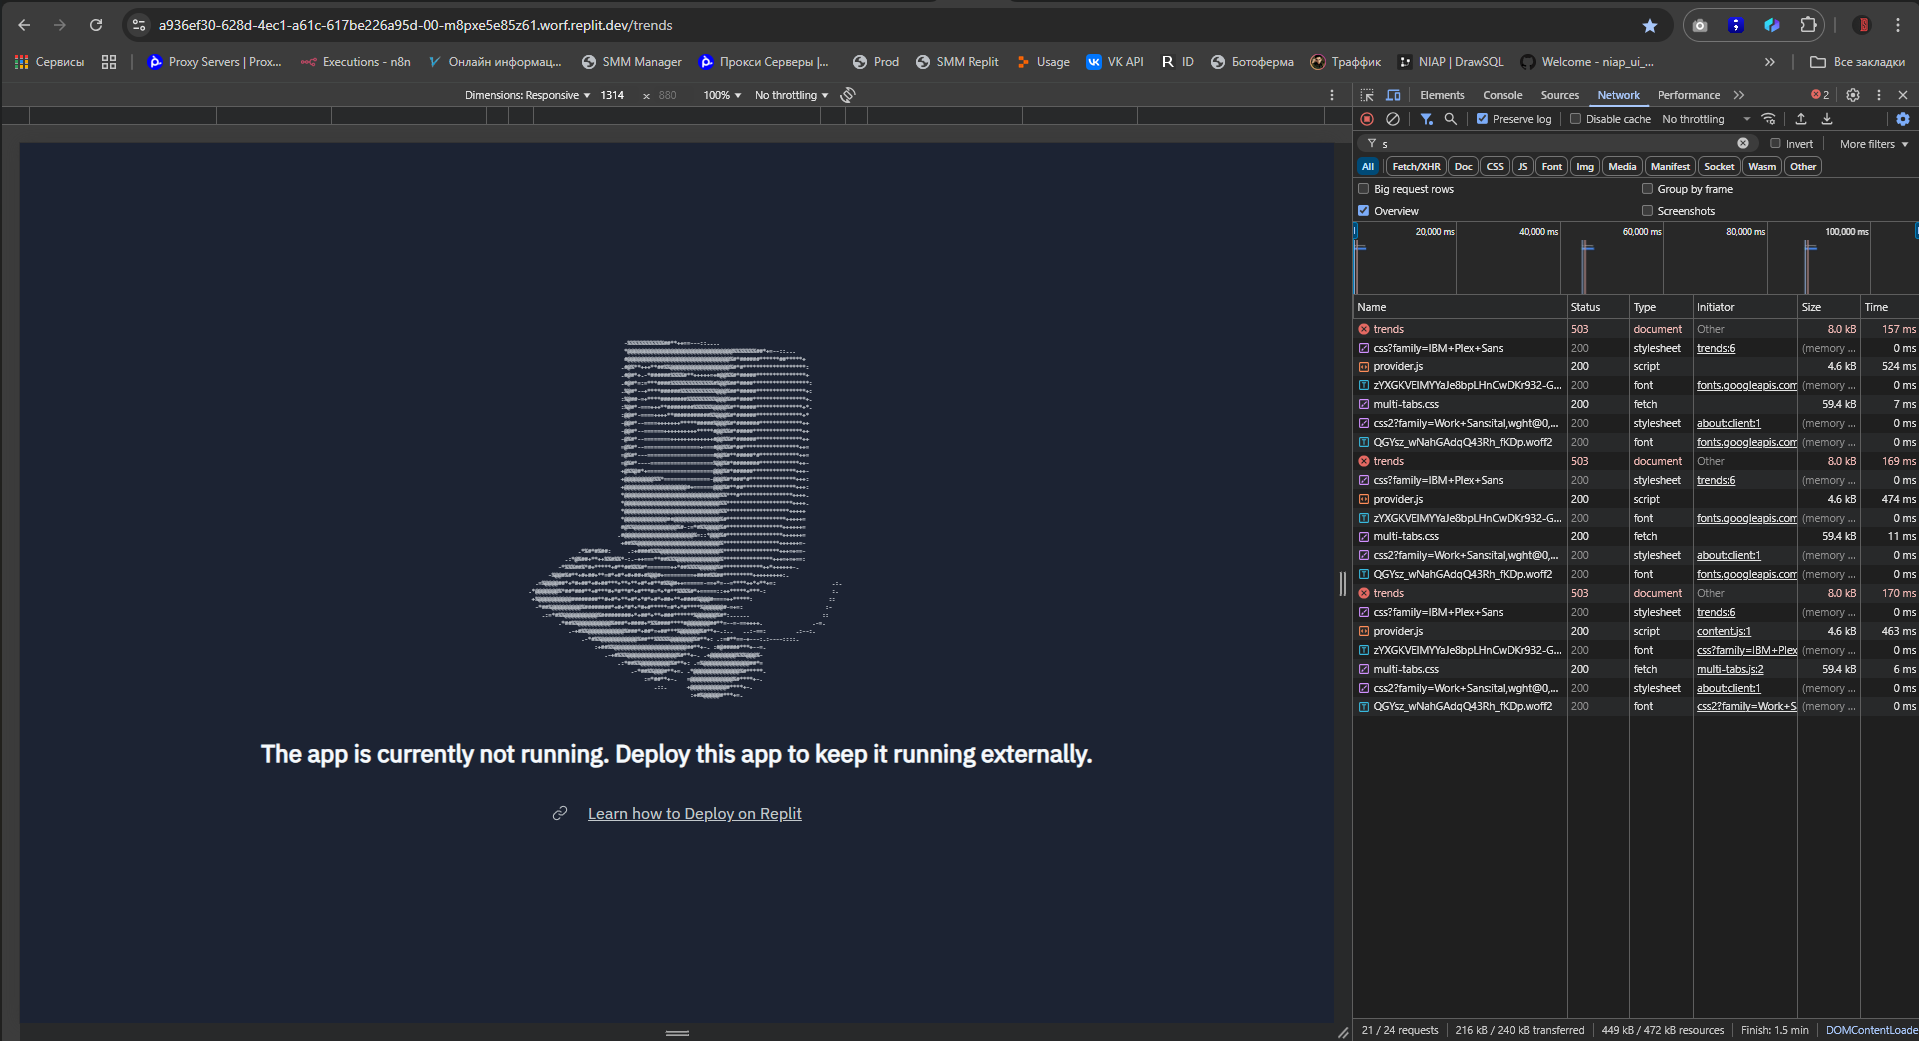 a936ef30-628d-4ec1-a61c-617be226a95d-00-m8pxe5e85z61.worf.replit.dev/trends
Сервисы Proxy Servers | Prox... Executions - n8n Онлайн информац... SMM Manager Прокси Серверы |... Prod SMM Replit Usage VK API ID Ботоферма Траффик NIAP | DrawSQL Welcome - niap_ui_... Все закладки
Dimensions: Responsive 1314 x 880 100% No throttling
Elements Console Sources Network Performance 2
Preserve log Disable cache No throttling
s Invert More filters
All Fetch/XHR Doc CSS JS Font Img Media Manifest Socket Wasm Other
Big request rows Group by frame
Overview Screenshots
20,000 ms 40,000 ms 60,000 ms 80,000 ms 100,000 ms
Name Status Type Initiator Size Time
trends 503 document Other 8.0 kB 157 ms
css?family=IBM+Plex+Sans 200 stylesheet trends:6 (memory ... 0 ms
provider.js 200 script 4.6 kB 524 ms
zYXGKVEIMYYaJe8bpLHnCwDKr932-G... 200 font fonts.googleapis.com (memory ... 0 ms
multi-tabs.css 200 fetch 59.4 kB 7 ms
css2?family=Work+Sans:ital,wght@0,... 200 stylesheet about:client:1 (memory ... 0 ms
QGYsz_wNahGAdqQ43Rh_fKDp.woff2 200 font fonts.googleapis.com (memory ... 0 ms
trends 503 document Other 8.0 kB 169 ms
css?family=IBM+Plex+Sans 200 stylesheet trends:6 (memory ... 0 ms
provider.js 200 script 4.6 kB 474 ms
zYXGKVEIMYYaJe8bpLHnCwDKr932-G... 200 font fonts.googleapis.com (memory ... 0 ms
multi-tabs.css 200 fetch 59.4 kB 11 ms
css2?family=Work+Sans:ital,wght@0,... 200 stylesheet about:client:1 (memory ... 0 ms
QGYsz_wNahGAdqQ43Rh_fKDp.woff2 200 font fonts.googleapis.com (memory ... 0 ms
trends 503 document Other 8.0 kB 170 ms
css?family=IBM+Plex+Sans 200 stylesheet trends:6 (memory ... 0 ms
provider.js 200 script content.js:1 4.6 kB 463 ms
zYXGKVEIMYYaJe8bpLHnCwDKr932-G... 200 font css?family=IBM+Plex (memory ... 0 ms
multi-tabs.css 200 fetch multi-tabs.js:2 59.4 kB 6 ms
css2?family=Work+Sans:ital,wght@0,... 200 stylesheet about:client:1 (memory ... 0 ms
QGYsz_wNahGAdqQ43Rh_fKDp.woff2 200 font css2?family=Work+S (memory ... 0 ms
The app is currently not running. Deploy this app to keep it running externally.
Learn how to Deploy on Replit
21 / 24 requests 216 kB / 240 kB transferred 449 kB / 472 kB resources Finish: 1.5 min DOMContentLoade